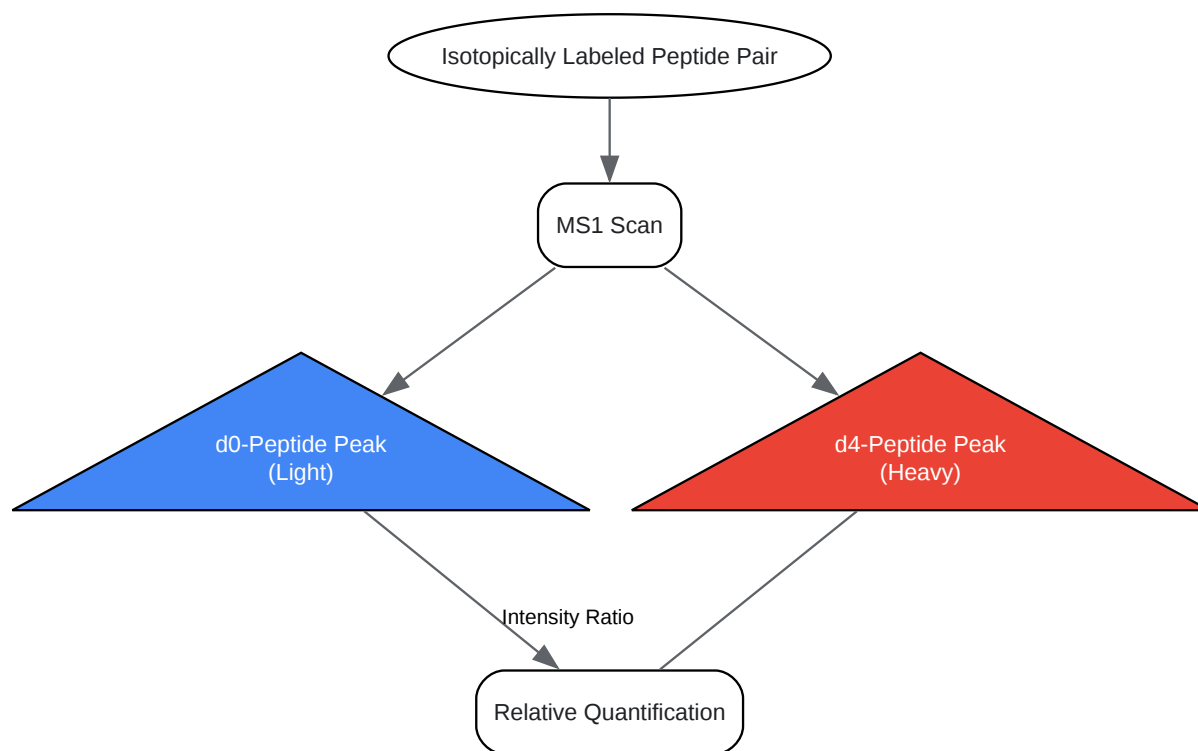 Isotopically Labeled Peptide Pair
MS1 Scan
d0-Peptide Peak
(Light)
d4-Peptide Peak
(Heavy)
Intensity Ratio
Relative Quantification